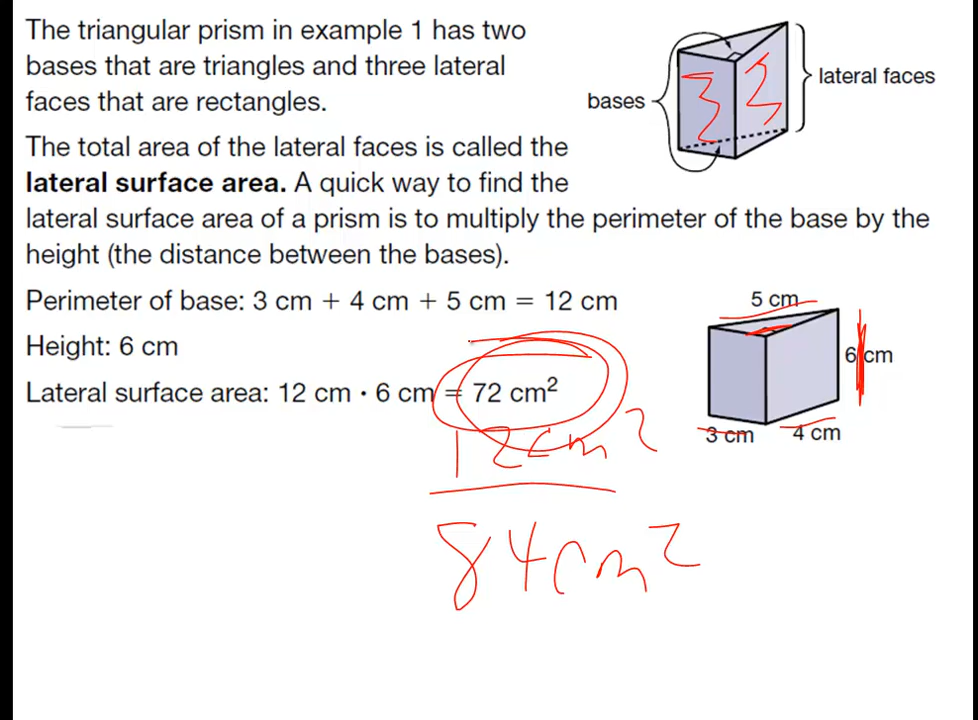 The triangular prism in example 1 has two
bases that are triangles and three lateral
faces that are rectangles.
bases
lateral faces
3 3
The total area of the lateral faces is called the
lateral surface area. A quick way to find the
lateral surface area of a prism is to multiply the perimeter of the base by the
height (the distance between the bases).
Perimeter of base: 3 cm + 4 cm + 5 cm = 12 cm
Height: 6 cm
Lateral surface area: 12 cm · 6 cm = 72 cm²
12cm²
84cm²
5 cm
6 cm
3 cm
4 cm